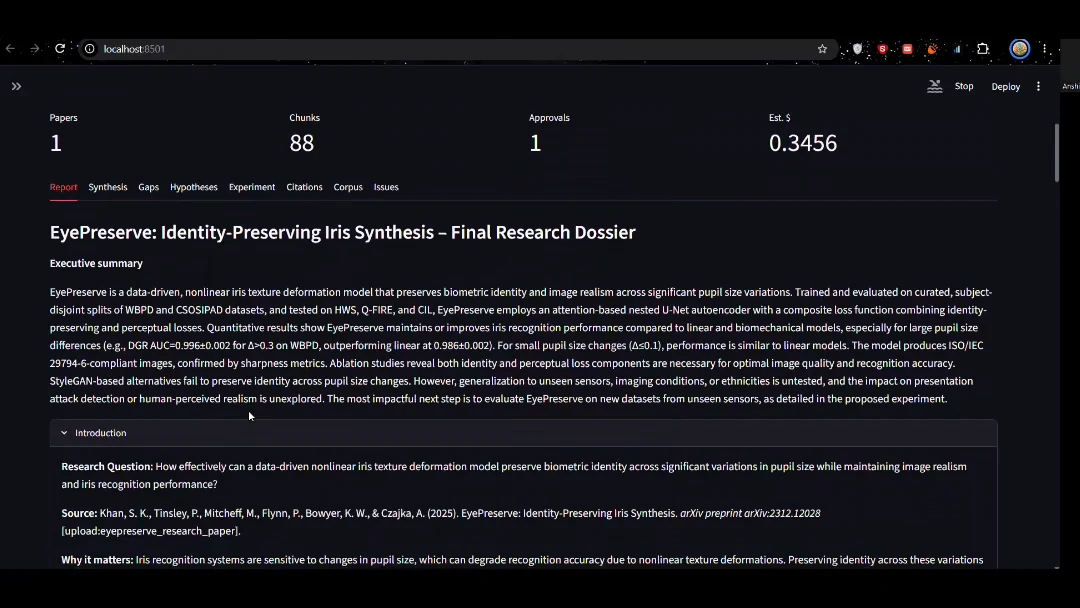 localhost:8501
Anshi
Stop Deploy
Papers Chunks Approvals Est. $
1 88 1 0.3456
Report Synthesis Gaps Hypotheses Experiment Citations Corpus Issues
EyePreserve: Identity-Preserving Iris Synthesis – Final Research Dossier
Executive summary
EyePreserve is a data-driven, nonlinear iris texture deformation model that preserves biometric identity and image realism across significant pupil size variations. Trained and evaluated on curated, subject-
disjoint splits of WBPD and CSOSIPAD datasets, and tested on HWS, Q-FIRE, and CIL, EyePreserve employs an attention-based nested U-Net autoencoder with a composite loss function combining identity-
preserving and perceptual losses. Quantitative results show EyePreserve maintains or improves iris recognition performance compared to linear and biomechanical models, especially for large pupil size
differences (e.g., DGR AUC=0.996±0.002 for Δ>0.3 on WBPD, outperforming linear at 0.986±0.002). For small pupil size changes (Δ≤0.1), performance is similar to linear models. The model produces ISO/IEC
29794-6-compliant images, confirmed by sharpness metrics. Ablation studies reveal both identity and perceptual loss components are necessary for optimal image quality and recognition accuracy.
StyleGAN-based alternatives fail to preserve identity across pupil size changes. However, generalization to unseen sensors, imaging conditions, or ethnicities is untested, and the impact on presentation
attack detection or human-perceived realism is unexplored. The most impactful next step is to evaluate EyePreserve on new datasets from unseen sensors, as detailed in the proposed experiment.
Introduction
Research Question: How effectively can a data-driven nonlinear iris texture deformation model preserve biometric identity across significant variations in pupil size while maintaining image realism
and iris recognition performance?
Source: Khan, S. K., Tinsley, P., Mitcheff, M., Flynn, P., Bowyer, K. W., & Czajka, A. (2025). EyePreserve: Identity-Preserving Iris Synthesis. arXiv preprint arXiv:2312.12028
[upload:eyepreserve_research_paper].
Why it matters: Iris recognition systems are sensitive to changes in pupil size, which can degrade recognition accuracy due to nonlinear texture deformations. Preserving identity across these variations